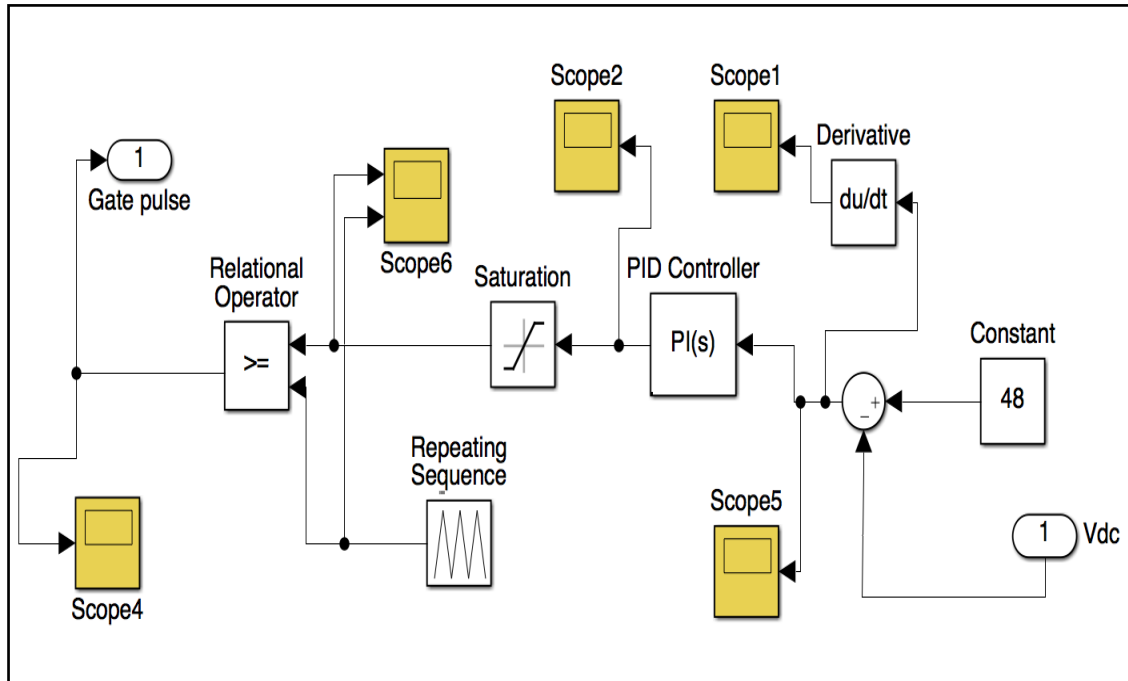 Scope2
Scope1
Derivative
du/dt
1
Gate pulse
Scope6
Relational
Operator
>=
Saturation
PID Controller
PI(s)
Constant
48
+
−
Repeating
Sequence
Scope5
1
Vdc
Scope4